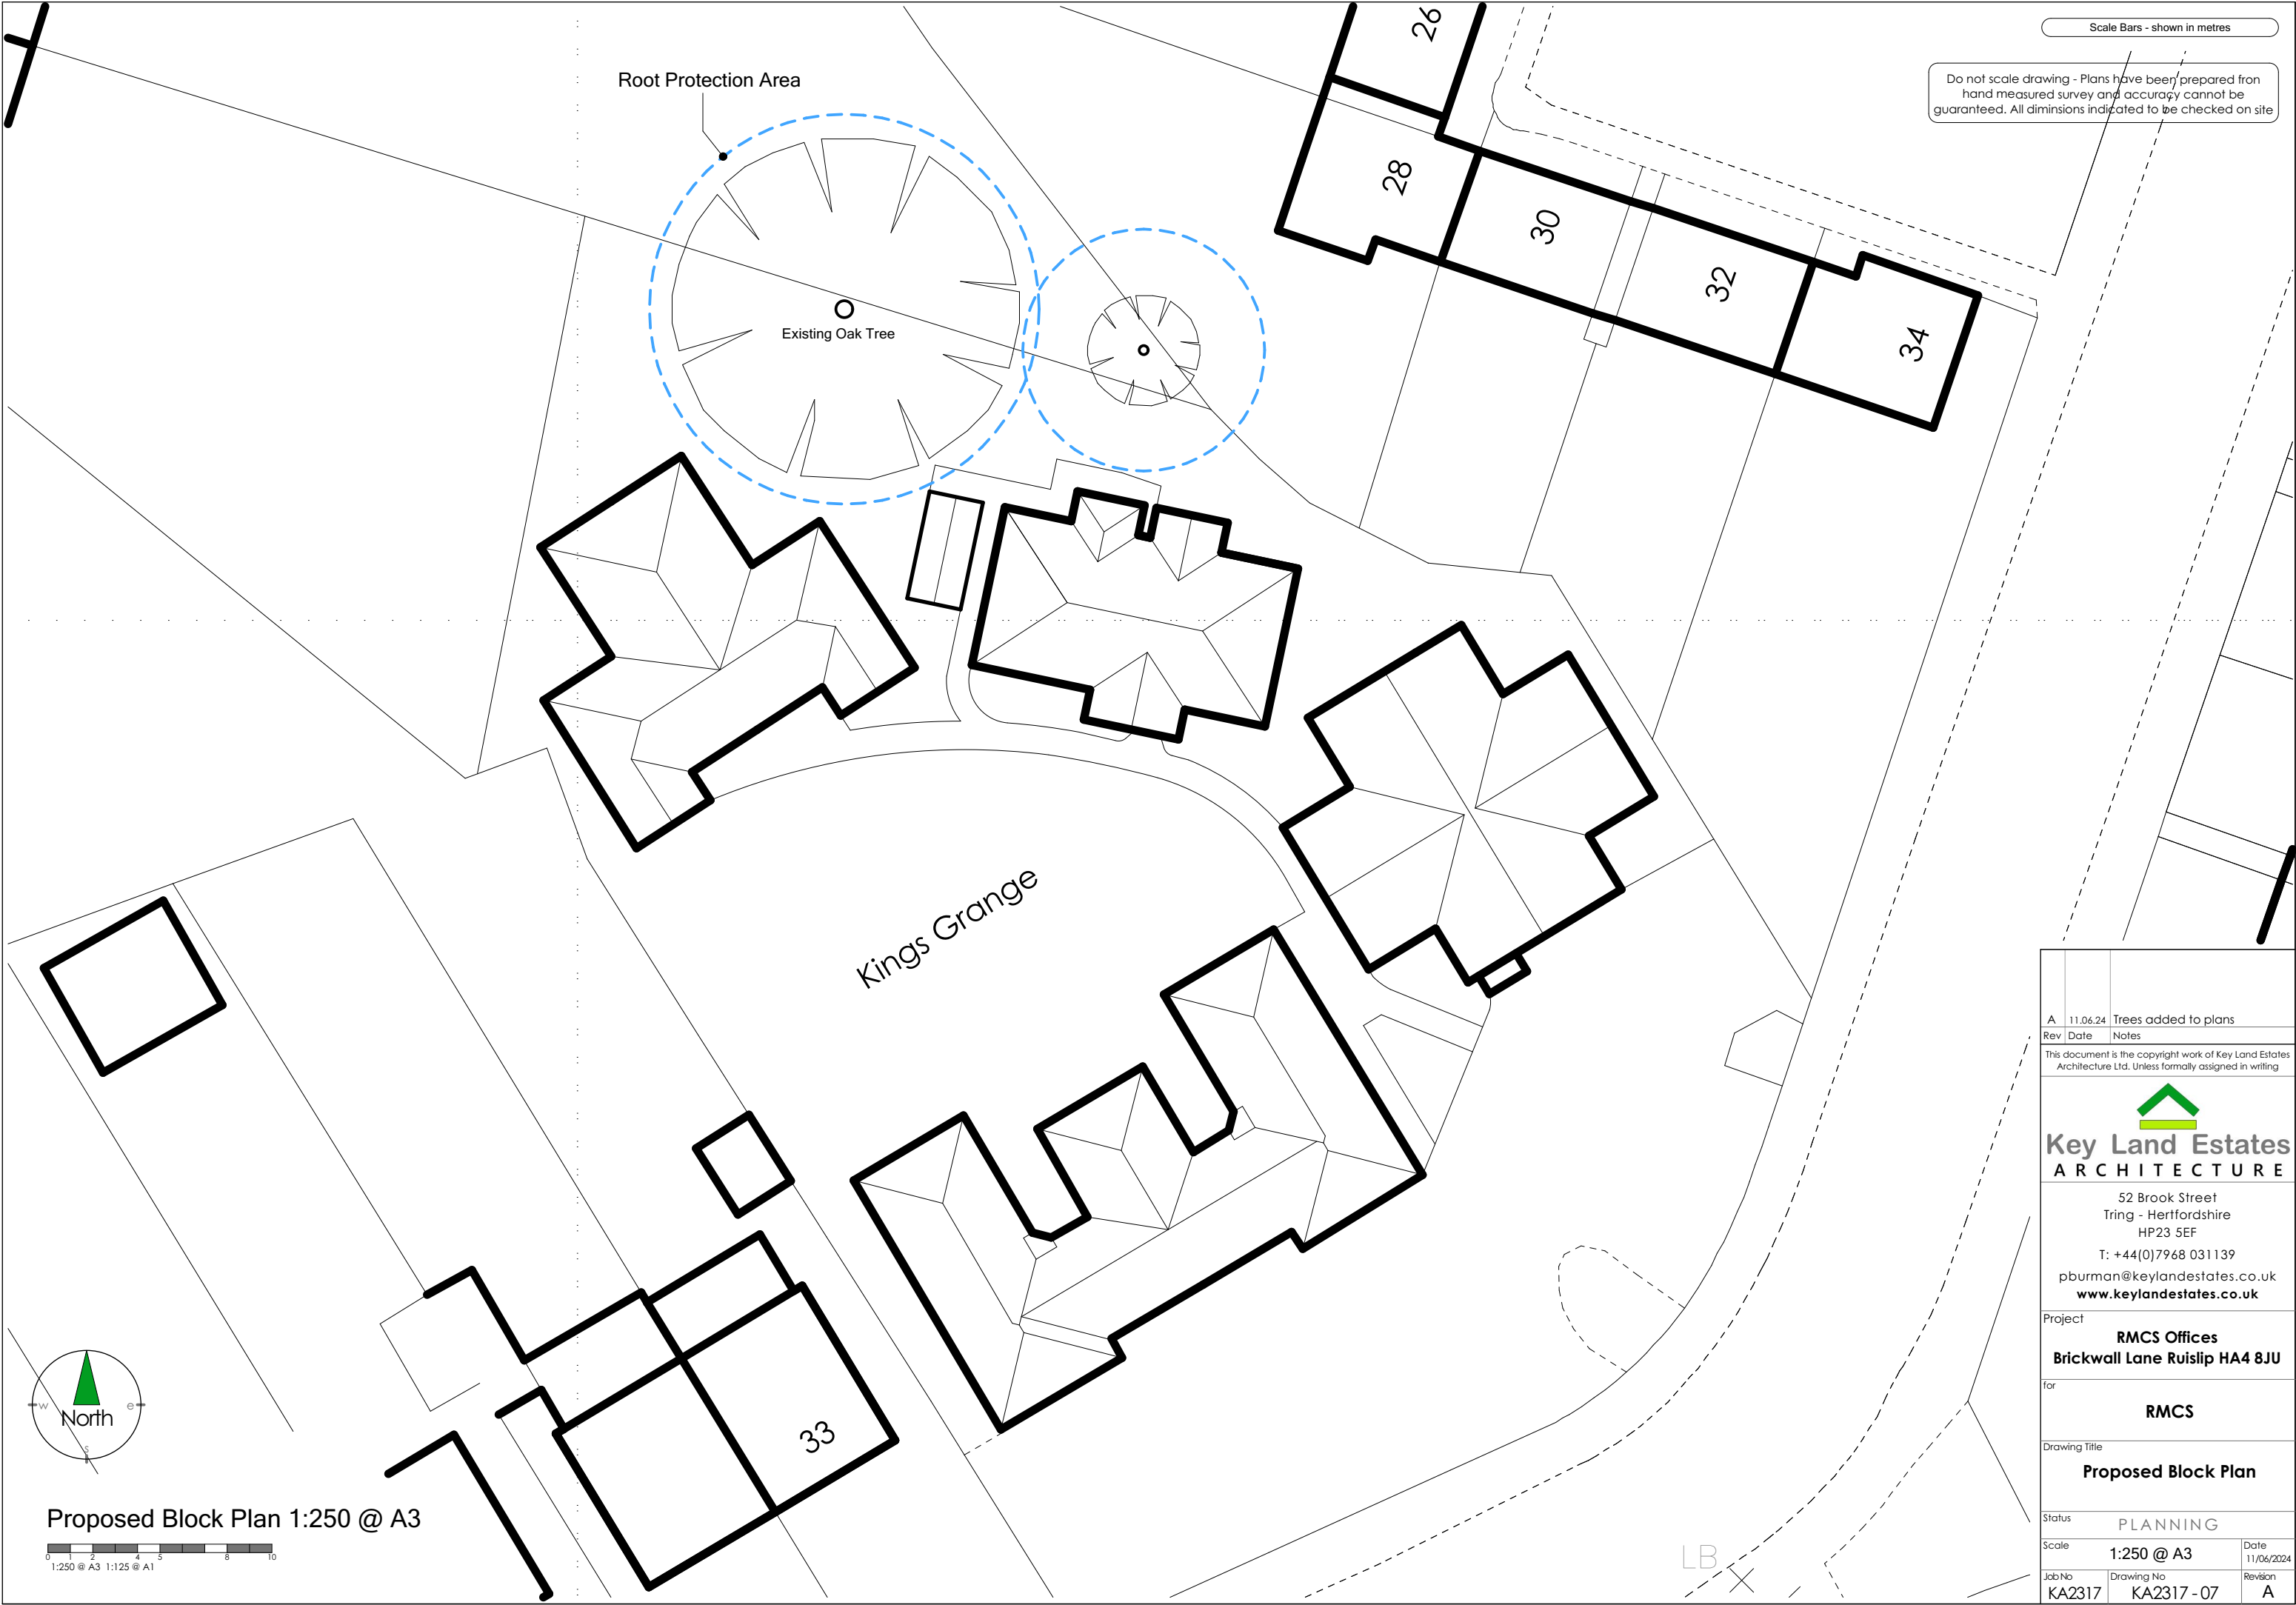 Scale Bars - shown in metres
Do not scale drawing - Plans have been prepared fron
hand measured survey and accuracy cannot be
guaranteed. All diminsions indicated to be checked on site
Root Protection Area
Existing Oak Tree
26
28
30
32
34
Kings Grange
33
LB
w
e
North
s
Proposed Block Plan 1:250 @ A3
0 1 2 4 5 8 10
1:250 @ A3 1:125 @ A1
A 11.06.24 Trees added to plans
Rev Date Notes
This document is the copyright work of Key Land Estates
Architecture Ltd. Unless formally assigned in writing
Key Land Estates
ARCHITECTURE
52 Brook Street
Tring - Hertfordshire
HP23 5EF
T: +44(0)7968 031139
pburman@keylandestates.co.uk
www.keylandestates.co.uk
Project
RMCS Offices
Brickwall Lane Ruislip HA4 8JU
for
RMCS
Drawing Title
Proposed Block Plan
Status
PLANNING
Scale
1:250 @ A3
Date
11/06/2024
Job No
KA2317
Drawing No
KA2317 - 07
Revision
A